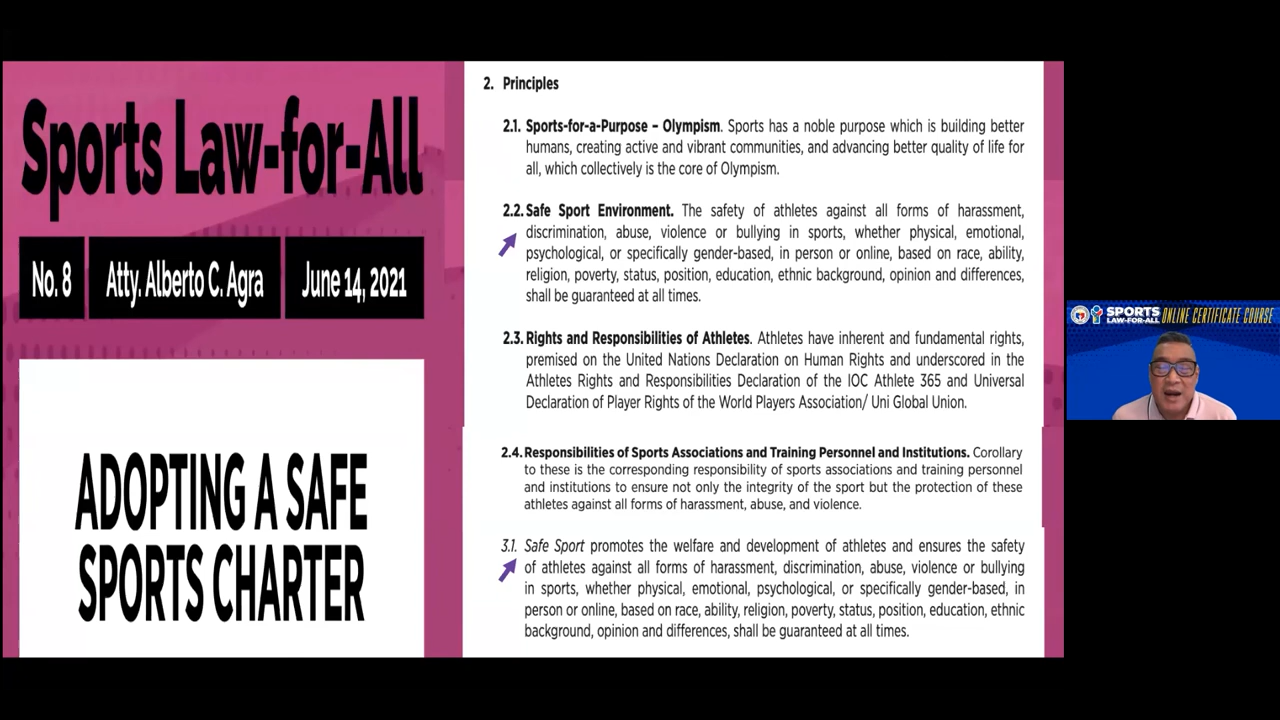 Sports Law-for-All
No. 8
Atty. Alberto C. Agra
June 14, 2021
ADOPTING A SAFE
SPORTS CHARTER
2. Principles
2.1. Sports-for-a-Purpose – Olympism. Sports has a noble purpose which is building better
humans, creating active and vibrant communities, and advancing better quality of life for
all, which collectively is the core of Olympism.
2.2. Safe Sport Environment. The safety of athletes against all forms of harassment,
discrimination, abuse, violence or bullying in sports, whether physical, emotional,
psychological, or specifically gender-based, in person or online, based on race, ability,
religion, poverty, status, position, education, ethnic background, opinion and differences,
shall be guaranteed at all times.
2.3. Rights and Responsibilities of Athletes. Athletes have inherent and fundamental rights,
premised on the United Nations Declaration on Human Rights and underscored in the
Athletes Rights and Responsibilities Declaration of the IOC Athlete 365 and Universal
Declaration of Player Rights of the World Players Association/ Uni Global Union.
2.4. Responsibilities of Sports Associations and Training Personnel and Institutions. Corollary
to these is the corresponding responsibility of sports associations and training personnel
and institutions to ensure not only the integrity of the sport but the protection of these
athletes against all forms of harassment, abuse, and violence.
3.1. Safe Sport promotes the welfare and development of athletes and ensures the safety
of athletes against all forms of harassment, discrimination, abuse, violence or bullying
in sports, whether physical, emotional, psychological, or specifically gender-based, in
person or online, based on race, ability, religion, poverty, status, position, education, ethnic
background, opinion and differences, shall be guaranteed at all times.
SPORTS
LAW-FOR-ALL
ONLINE CERTIFICATE COURSE